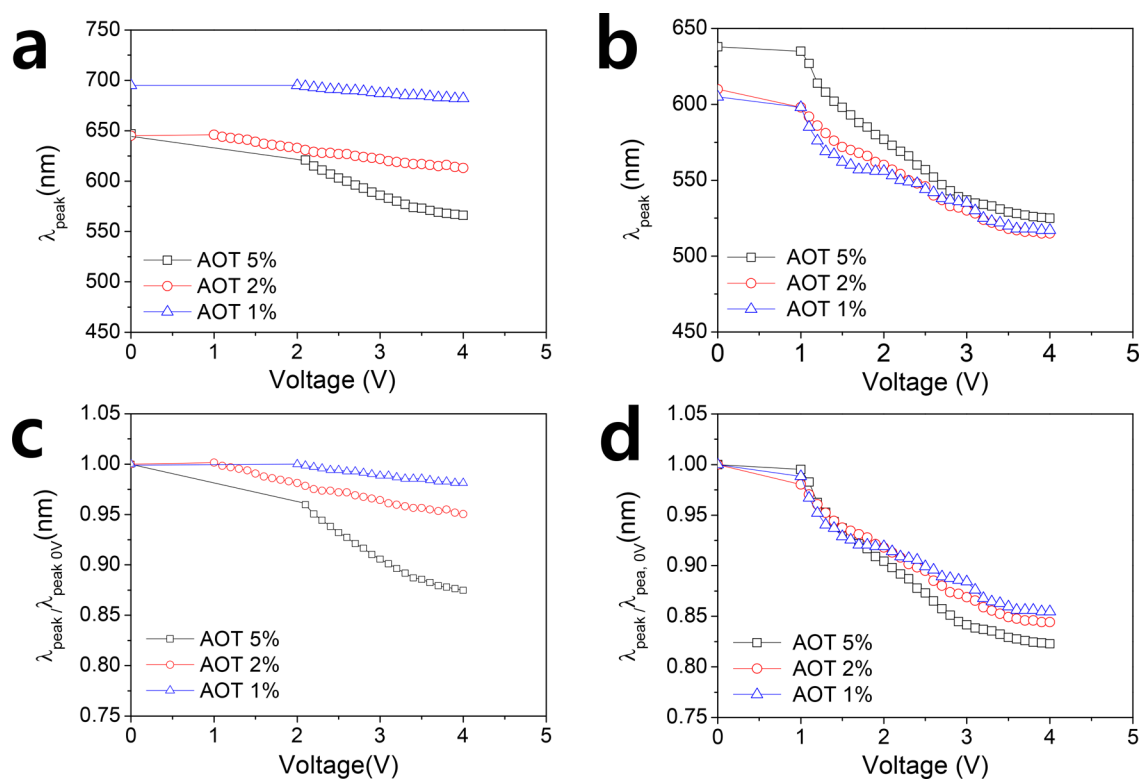 a
750
700
650
600
550
500
450
λpeak(nm)
AOT 5%
AOT 2%
AOT 1%
0 1 2 3 4 5
Voltage (V)
b
650
600
550
500
450
λpeak(nm)
AOT 5%
AOT 2%
AOT 1%
0 1 2 3 4 5
Voltage (V)
c
1.05
1.00
0.95
0.90
0.85
0.80
0.75
λpeak/λpeak 0V(nm)
AOT 5%
AOT 2%
AOT 1%
0 1 2 3 4 5
Voltage(V)
d
1.05
1.00
0.95
0.90
0.85
0.80
0.75
λpeak/λpea, 0V(nm)
AOT 5%
AOT 2%
AOT 1%
0 1 2 3 4 5
Voltage (V)